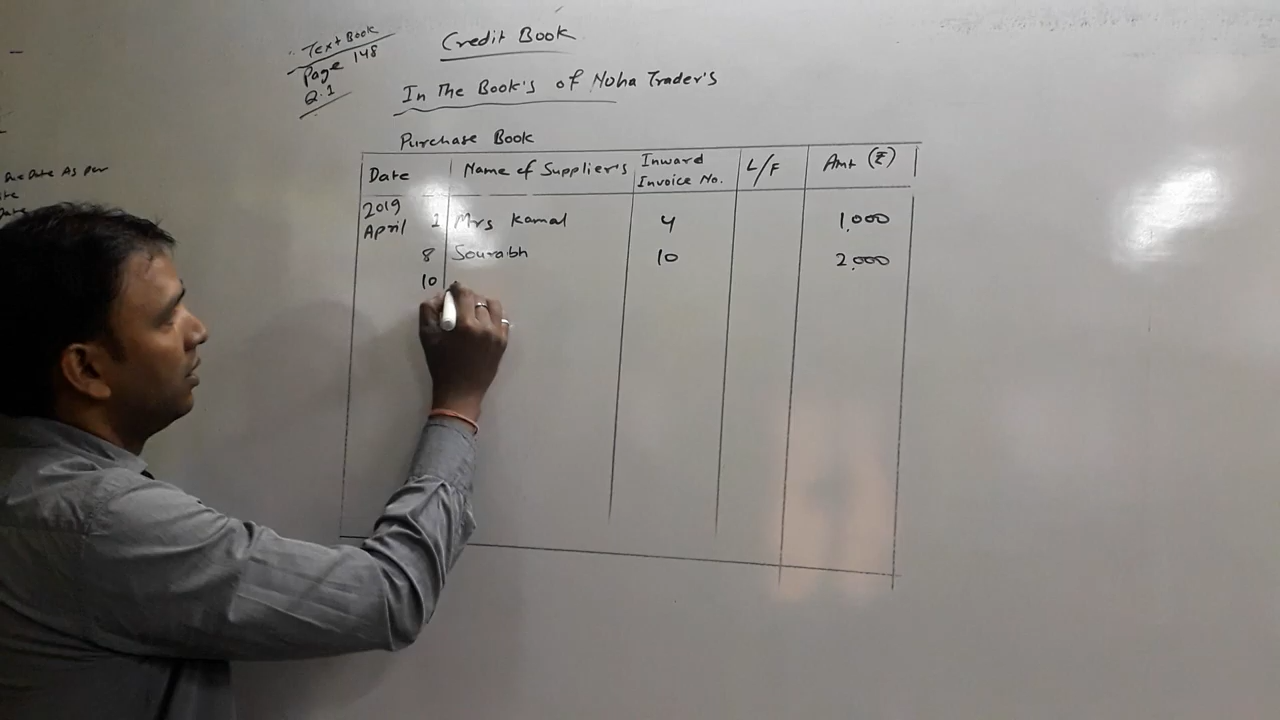 Text Book
Page 148
Q.1
Credit Book
In The Book's of Noha Trader's
Purchase Book
Date Name of Supplier's Inward Invoice No. L/F Amt (₹)
2019
April 1 Mrs Kamal 4 1,000
8 Sourabh 10 2,000
10
Due Date As per
Date